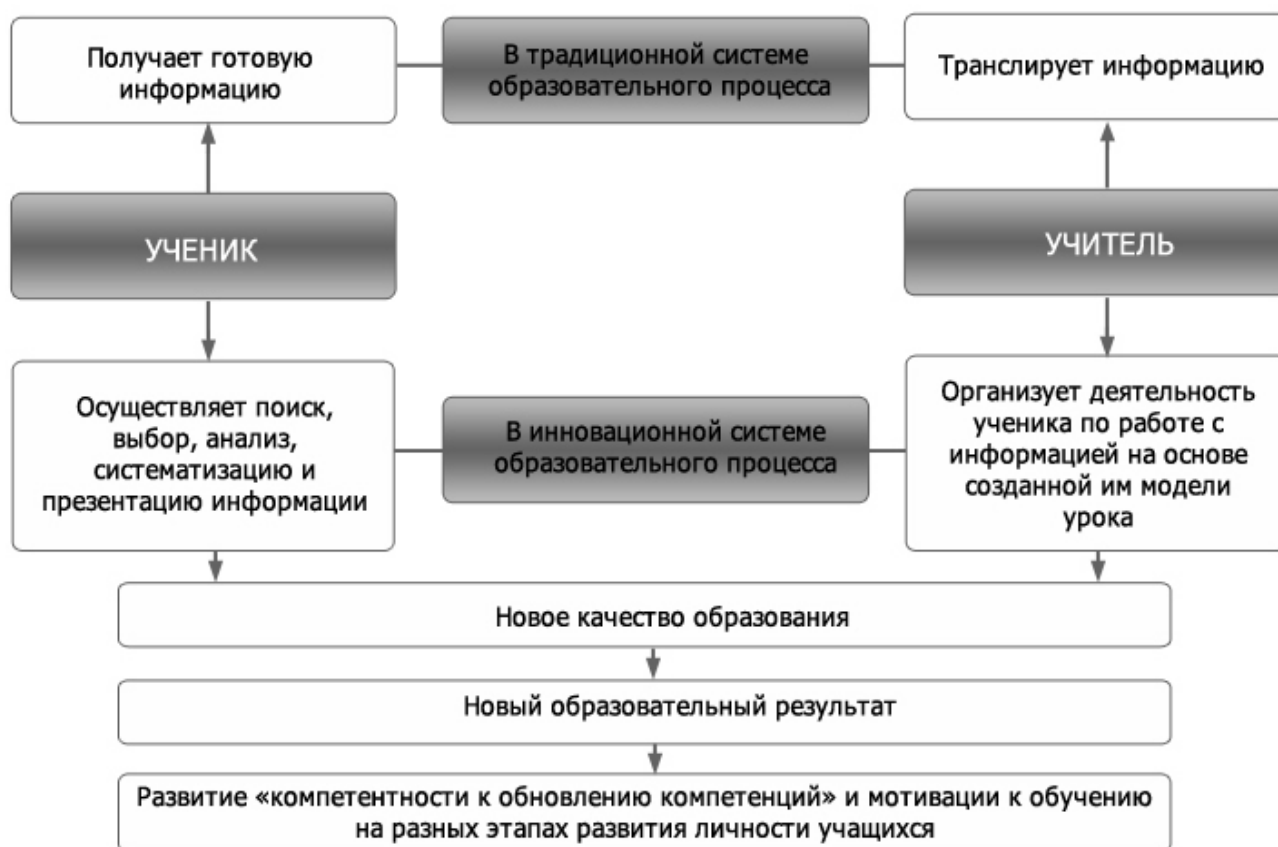 Получает готовую
информацию
В традиционной системе
образовательного процесса
Транслирует информацию
УЧЕНИК
УЧИТЕЛЬ
Осуществляет поиск,
выбор, анализ,
систематизацию и
презентацию информации
В инновационной системе
образовательного процесса
Организует деятельность
ученика по работе с
информацией на основе
созданной им модели
урока
Новое качество образования
Новый образовательный результат
Развитие «компетентности к обновлению компетенций» и мотивации к обучению
на разных этапах развития личности учащихся